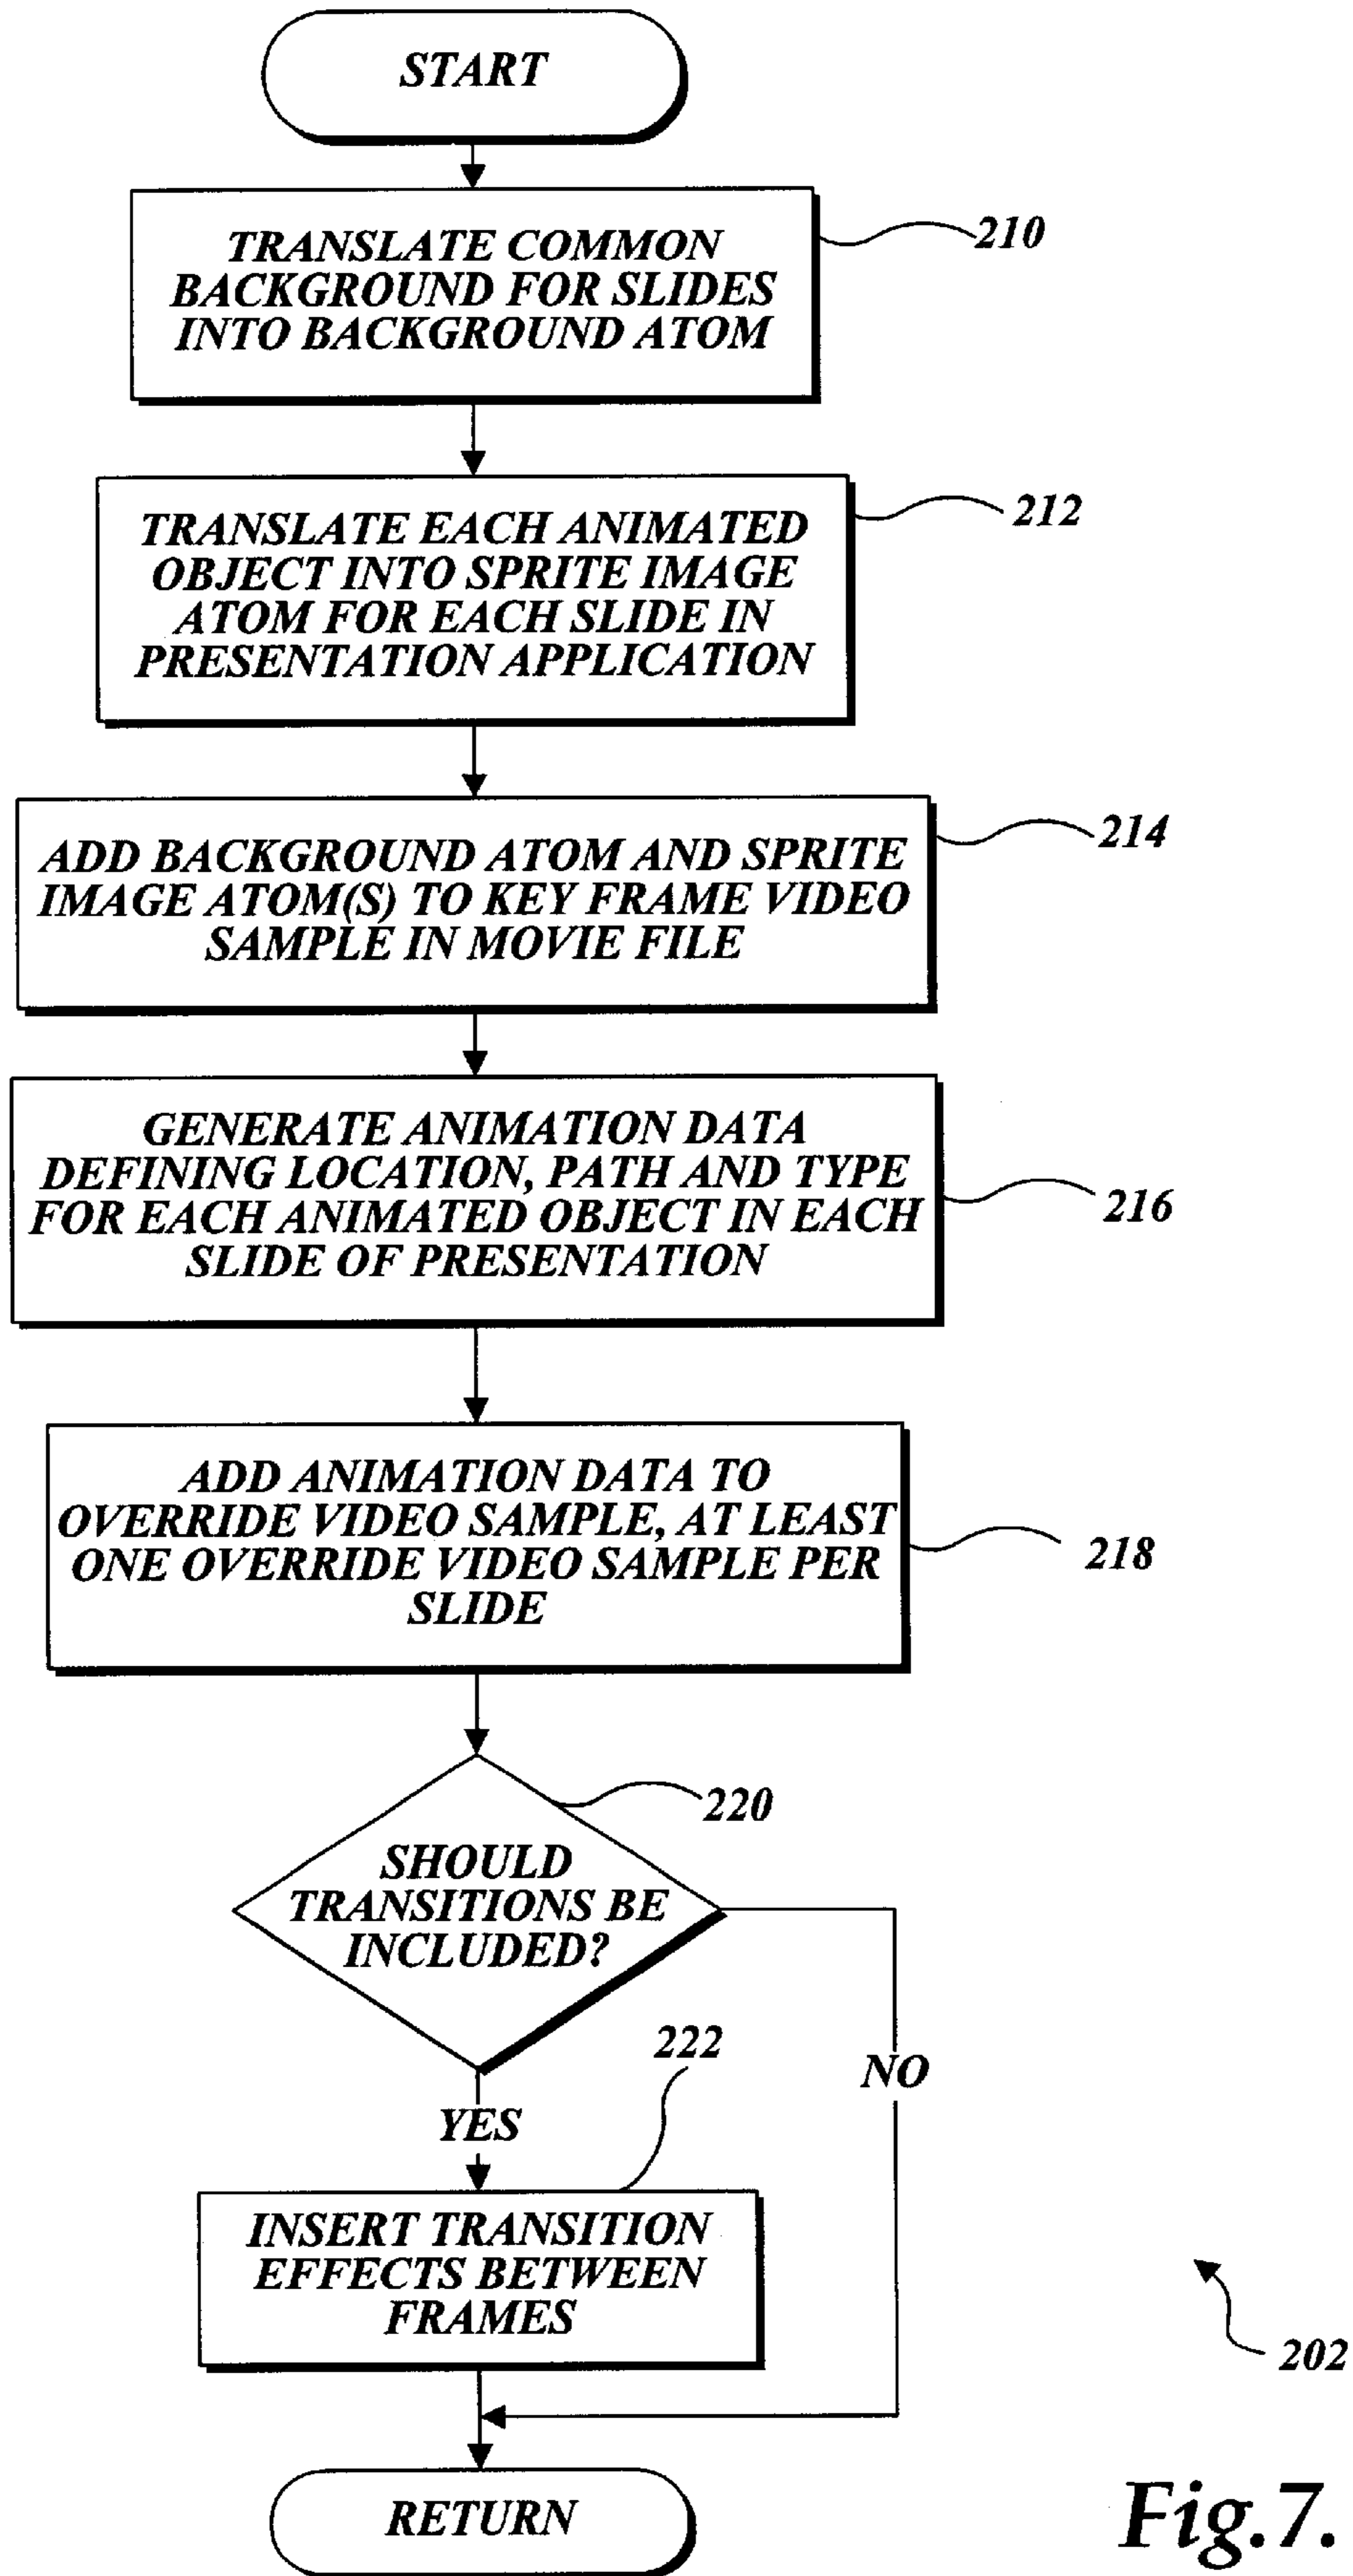 START
TRANSLATE COMMON
BACKGROUND FOR SLIDES
INTO BACKGROUND ATOM
210
TRANSLATE EACH ANIMATED
OBJECT INTO SPRITE IMAGE
ATOM FOR EACH SLIDE IN
PRESENTATION APPLICATION
212
ADD BACKGROUND ATOM AND SPRITE
IMAGE ATOM(S) TO KEY FRAME VIDEO
SAMPLE IN MOVIE FILE
214
GENERATE ANIMATION DATA
DEFINING LOCATION, PATH AND TYPE
FOR EACH ANIMATED OBJECT IN EACH
SLIDE OF PRESENTATION
216
ADD ANIMATION DATA TO
OVERRIDE VIDEO SAMPLE, AT LEAST
ONE OVERRIDE VIDEO SAMPLE PER
SLIDE
218
220
SHOULD
TRANSITIONS BE
INCLUDED?
222
NO
YES
INSERT TRANSITION
EFFECTS BETWEEN
FRAMES
202
RETURN
Fig.7.